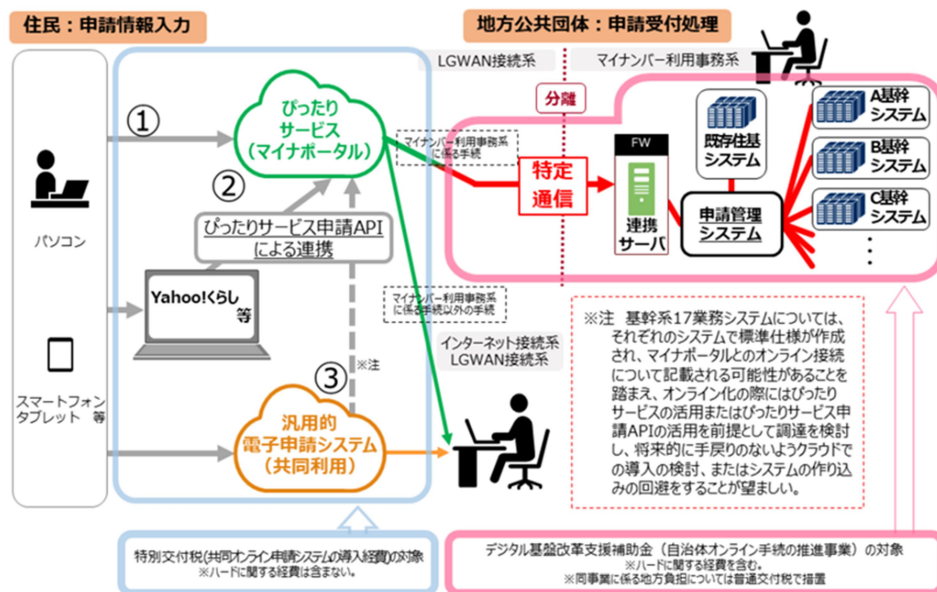 住民：申請情報入力
地方公共団体：申請受付処理
LGWAN接続系
マイナンバー利用事務系
分離
①
ぴったり
サービス
（マイナポータル）
マイナンバー利用事務系
に係る手続
特定
通信
FW
連携
サーバ
既存住基
システム
申請管理
システム
A基幹
システム
B基幹
システム
C基幹
システム
パソコン
②
ぴったりサービス申請API
による連携
Yahoo!くらし
等
マイナンバー利用事務系
に係る手続以外の手続
インターネット接続系
LGWAN接続系
スマートフォン
タブレット　等
③
※注
汎用的
電子申請システム
（共同利用）
※注　基幹系17業務システムについては、
それぞれのシステムで標準仕様が作成
され、マイナポータルとのオンライン接続
について記載される可能性があることを
踏まえ、オンライン化の際にはぴったり
サービスの活用またはぴったりサービス申
請APIの活用を前提として調達を検討
し、将来的に手戻りのないようクラウドで
の導入の検討、またはシステムの作り込
みの回避をすることが望ましい。
特別交付税(共同オンライン申請システムの導入経費)の対象
※ハードに関する経費は含まない。
デジタル基盤改革支援補助金（自治体オンライン手続の推進事業）の対象
※ハードに関する経費を含む。
※同事業に係る地方負担については普通交付税で措置